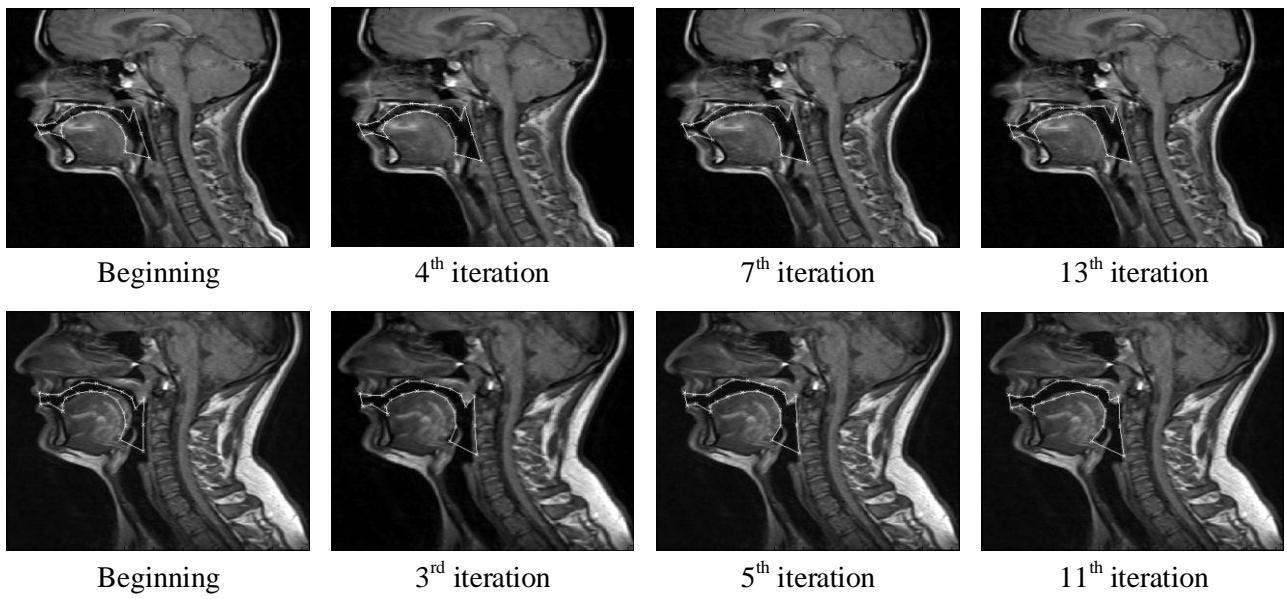 Beginning 4th iteration 7th iteration 13th iteration
Beginning 3rd iteration 5th iteration 11th iteration